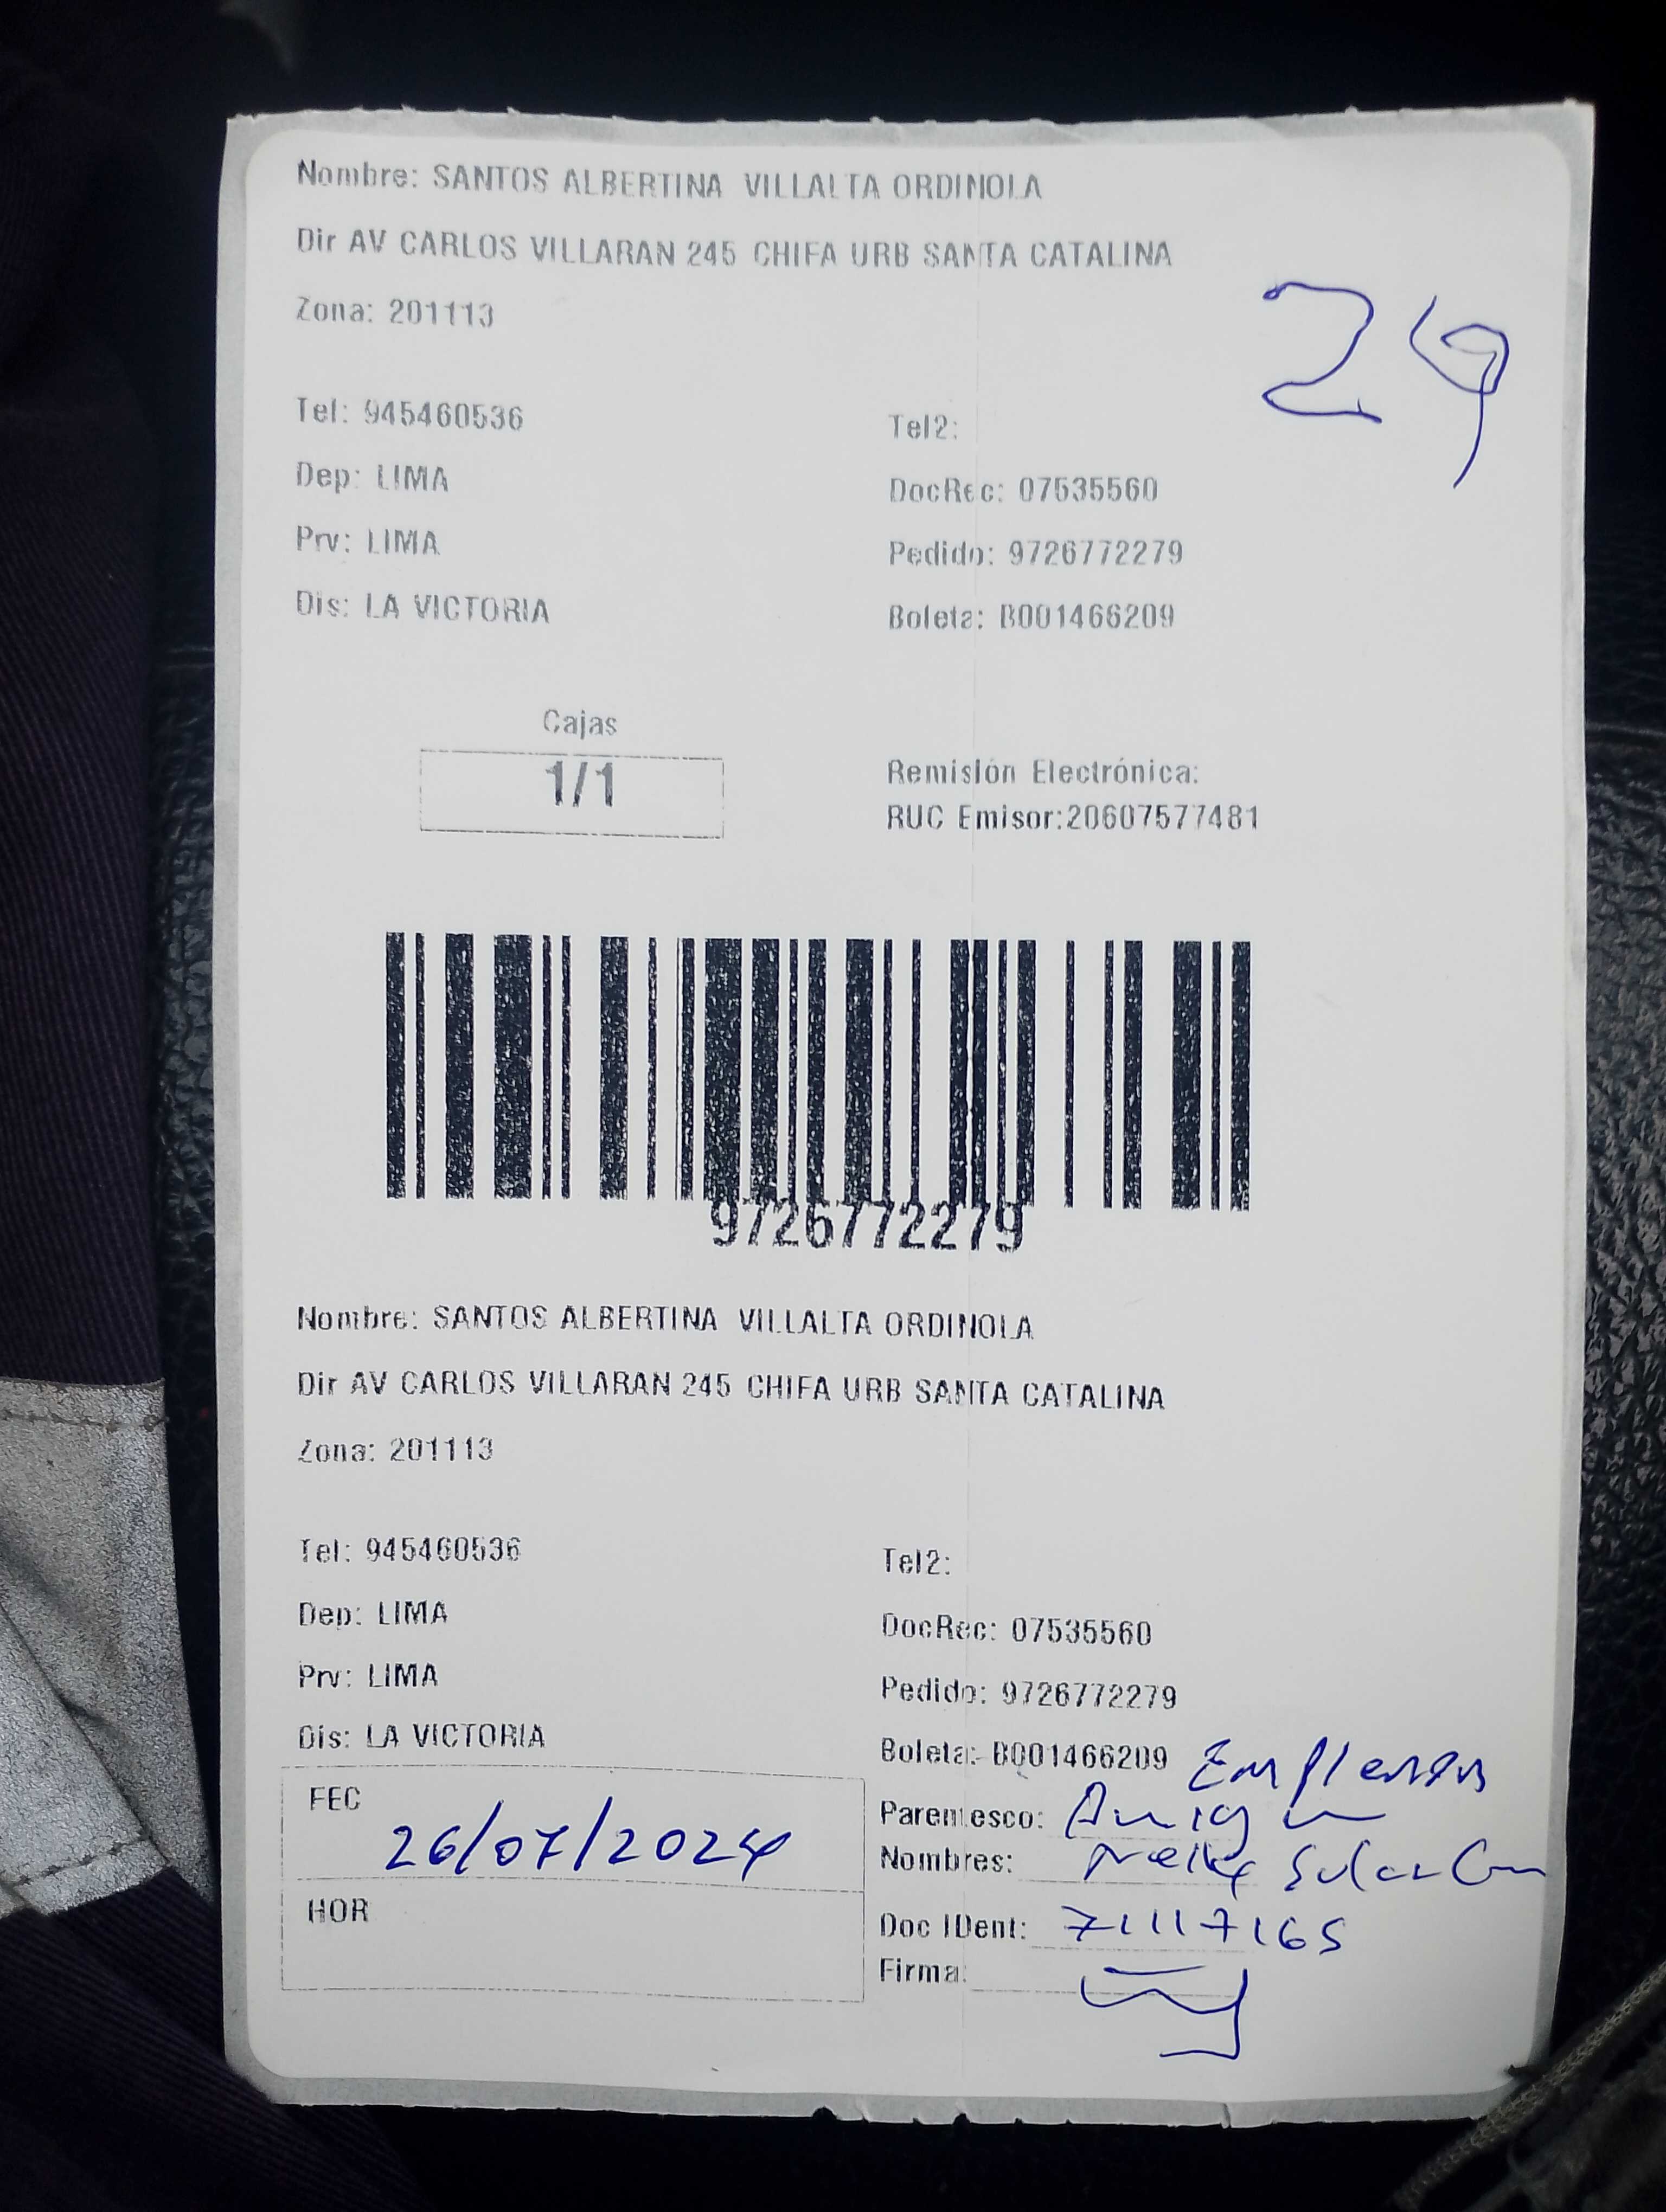 Nombre: SANTOS ALBERTINA VILLALTA ORDINOLA
Dir AV CARLOS VILLARAN 245 CHIFA URB SANTA CATALINA
Zona: 201113
29
Tel: 945460536
Tel2:
Dep: LIMA
DocRec: 07535560
Prv: LIMA
Pedido: 9726772279
Dis: LA VICTORIA
Boleta: B001466209
Cajas
1/1
Remisión Electrónica:
RUC Emisor:20607577481
9726772279
Nombre: SANTOS ALBERTINA VILLALTA ORDINOLA
Dir AV CARLOS VILLARAN 245 CHIFA URB SANTA CATALINA
Zona: 201113
Tel: 945460536
Tel2:
Dep: LIMA
DocRec: 07535560
Prv: LIMA
Pedido: 9726772279
Dis: LA VICTORIA
Boleta: B001466209
FEC
26/07/2024
Parentesco:
Nombres:
HOR
Doc IDent: 71117165
Firma: